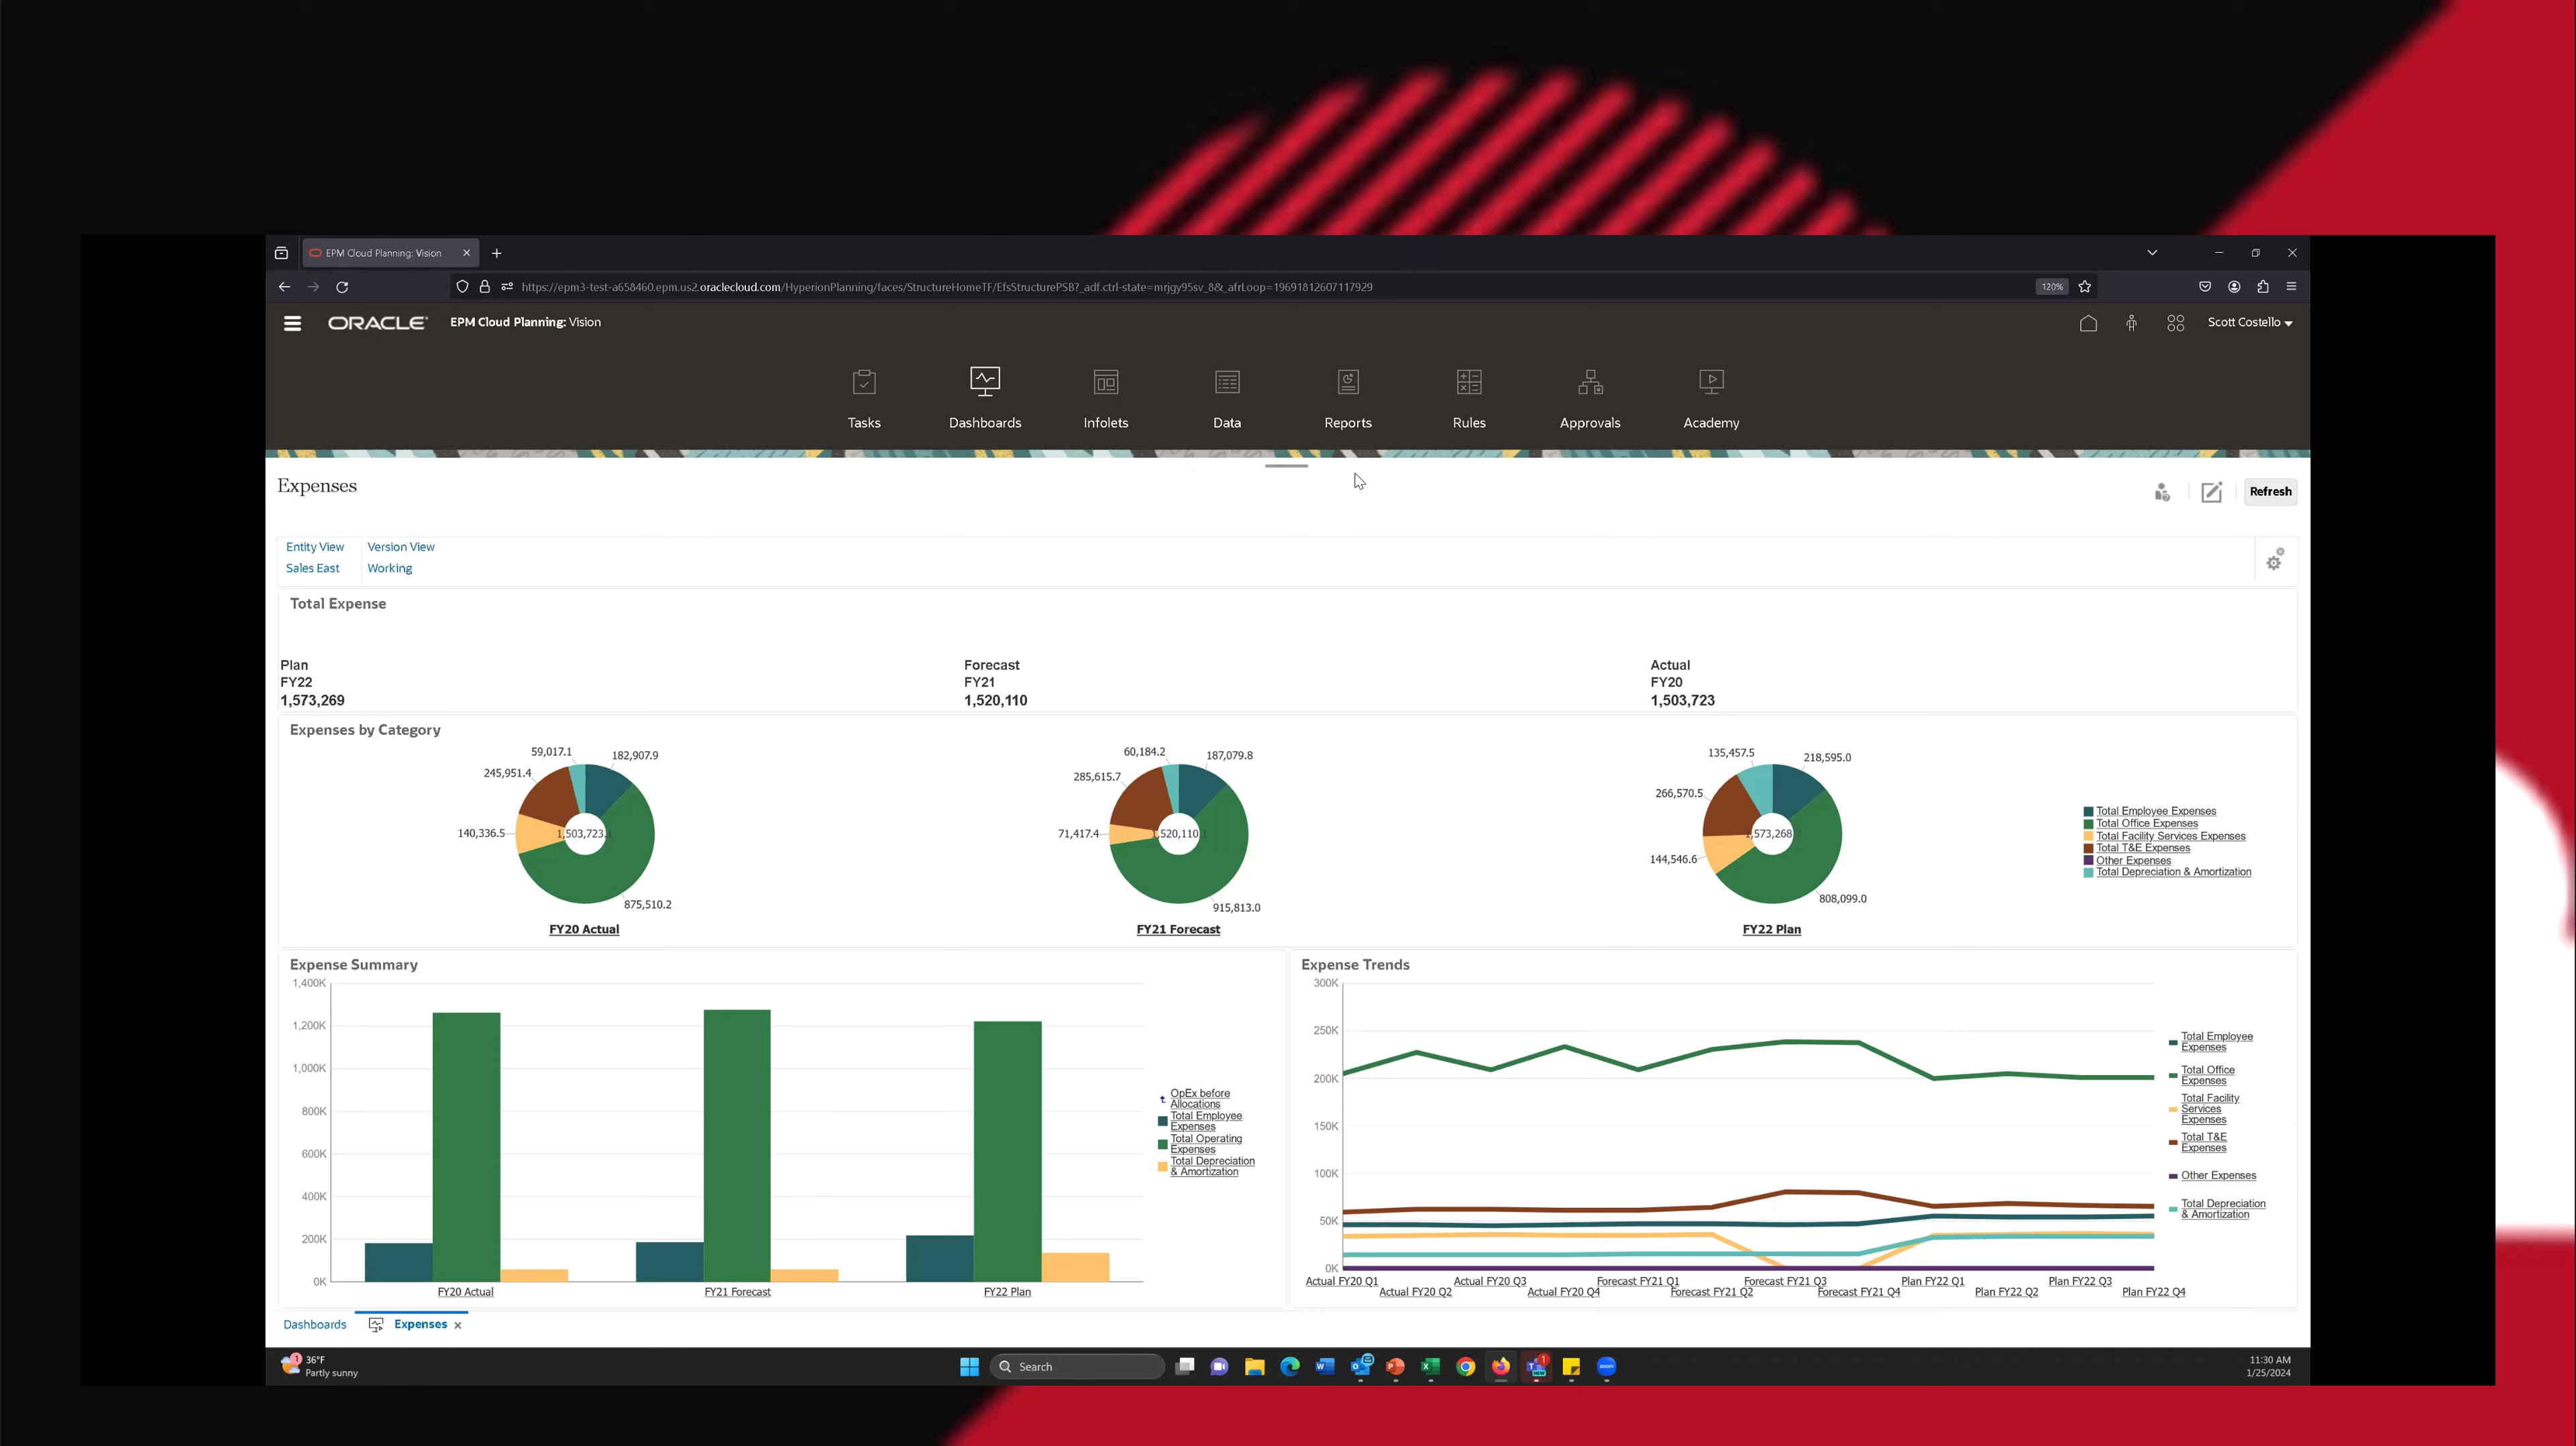 EPM Cloud Planning: Vision
https://epm3-test-a658460.epm.us2.oraclecloud.com/HyperionPlanning/faces/StructureHomeTF/EfsStructurePSB?_adf.ctrl-state=mrjgy95sv_8&_afrLoop=19691812607117929
120%
ORACLE
EPM Cloud Planning: Vision
Scott Costello
Tasks
Dashboards
Infolets
Data
Reports
Rules
Approvals
Academy
Expenses
Refresh
Entity View
Version View
Sales East
Working
Total Expense
Plan
FY22
1,573,269
Forecast
FY21
1,520,110
Actual
FY20
1,503,723
Expenses by Category
59,017.1
182,907.9
245,951.4
140,336.5
1,503,723.
875,510.2
FY20 Actual
60,184.2
187,079.8
285,615.7
71,417.4
,520,110.
915,813.0
FY21 Forecast
135,457.5
218,595.0
266,570.5
144,546.6
,573,268
808,099.0
FY22 Plan
Total Employee Expenses
Total Office Expenses
Total Facility Services Expenses
Total T&E Expenses
Other Expenses
Total Depreciation & Amortization
Expense Summary
1,400K
1,200K
1,000K
800K
600K
400K
200K
0K
FY20 Actual
FY21 Forecast
FY22 Plan
OpEx before
Allocations
Total Employee
Expenses
Total Operating
Expenses
Total Depreciation
& Amortization
Expense Trends
300K
250K
200K
150K
100K
50K
0K
Actual FY20 Q1
Actual FY20 Q2
Actual FY20 Q3
Actual FY20 Q4
Forecast FY21 Q1
Forecast FY21 Q2
Forecast FY21 Q3
Forecast FY21 Q4
Plan FY22 Q1
Plan FY22 Q2
Plan FY22 Q3
Plan FY22 Q4
Total Employee
Expenses
Total Office
Expenses
Total Facility
Services
Expenses
Total T&E
Expenses
Other Expenses
Total Depreciation
& Amortization
Dashboards
Expenses
1
36°F
Partly sunny
Search
1
NEW
zoom
11:30 AM
1/25/2024